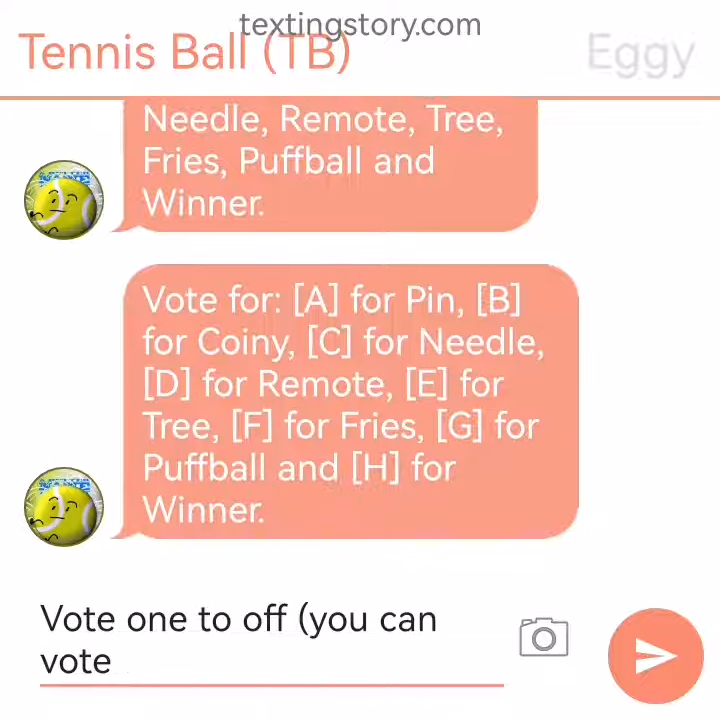 textingstory.com
Tennis Ball (TB)
Eggy
Needle, Remote, Tree,
Fries, Puffball and
Winner.
Vote for: [A] for Pin, [B]
for Coiny, [C] for Needle,
[D] for Remote, [E] for
Tree, [F] for Fries, [G] for
Puffball and [H] for
Winner.
Vote one to off (you can
vote